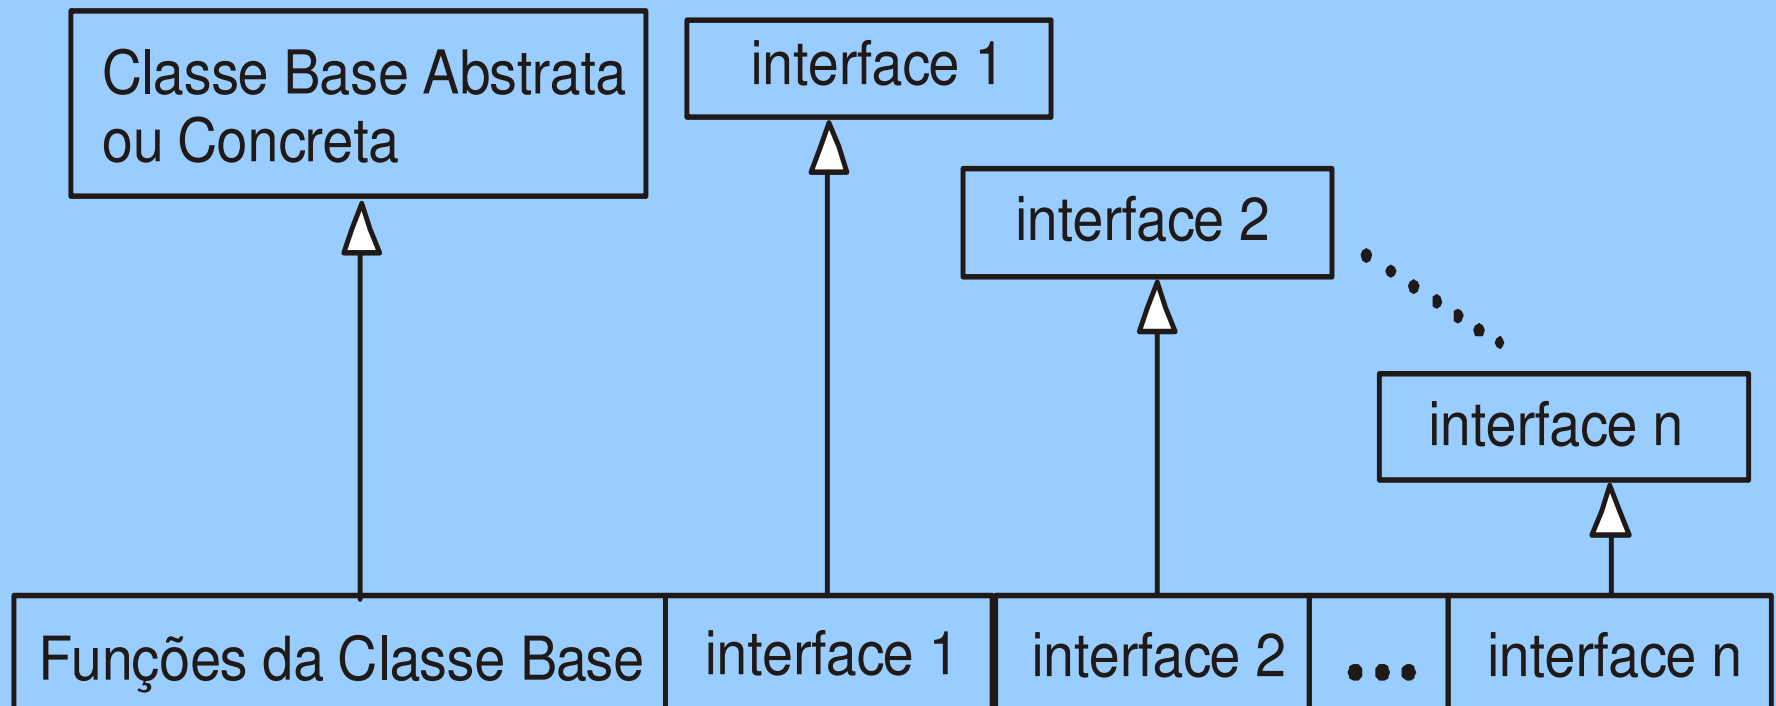 Classe Base Abstrata
ou Concreta
interface 1
interface 2
interface n
Funções da Classe Base
interface 1
interface 2
...
interface n